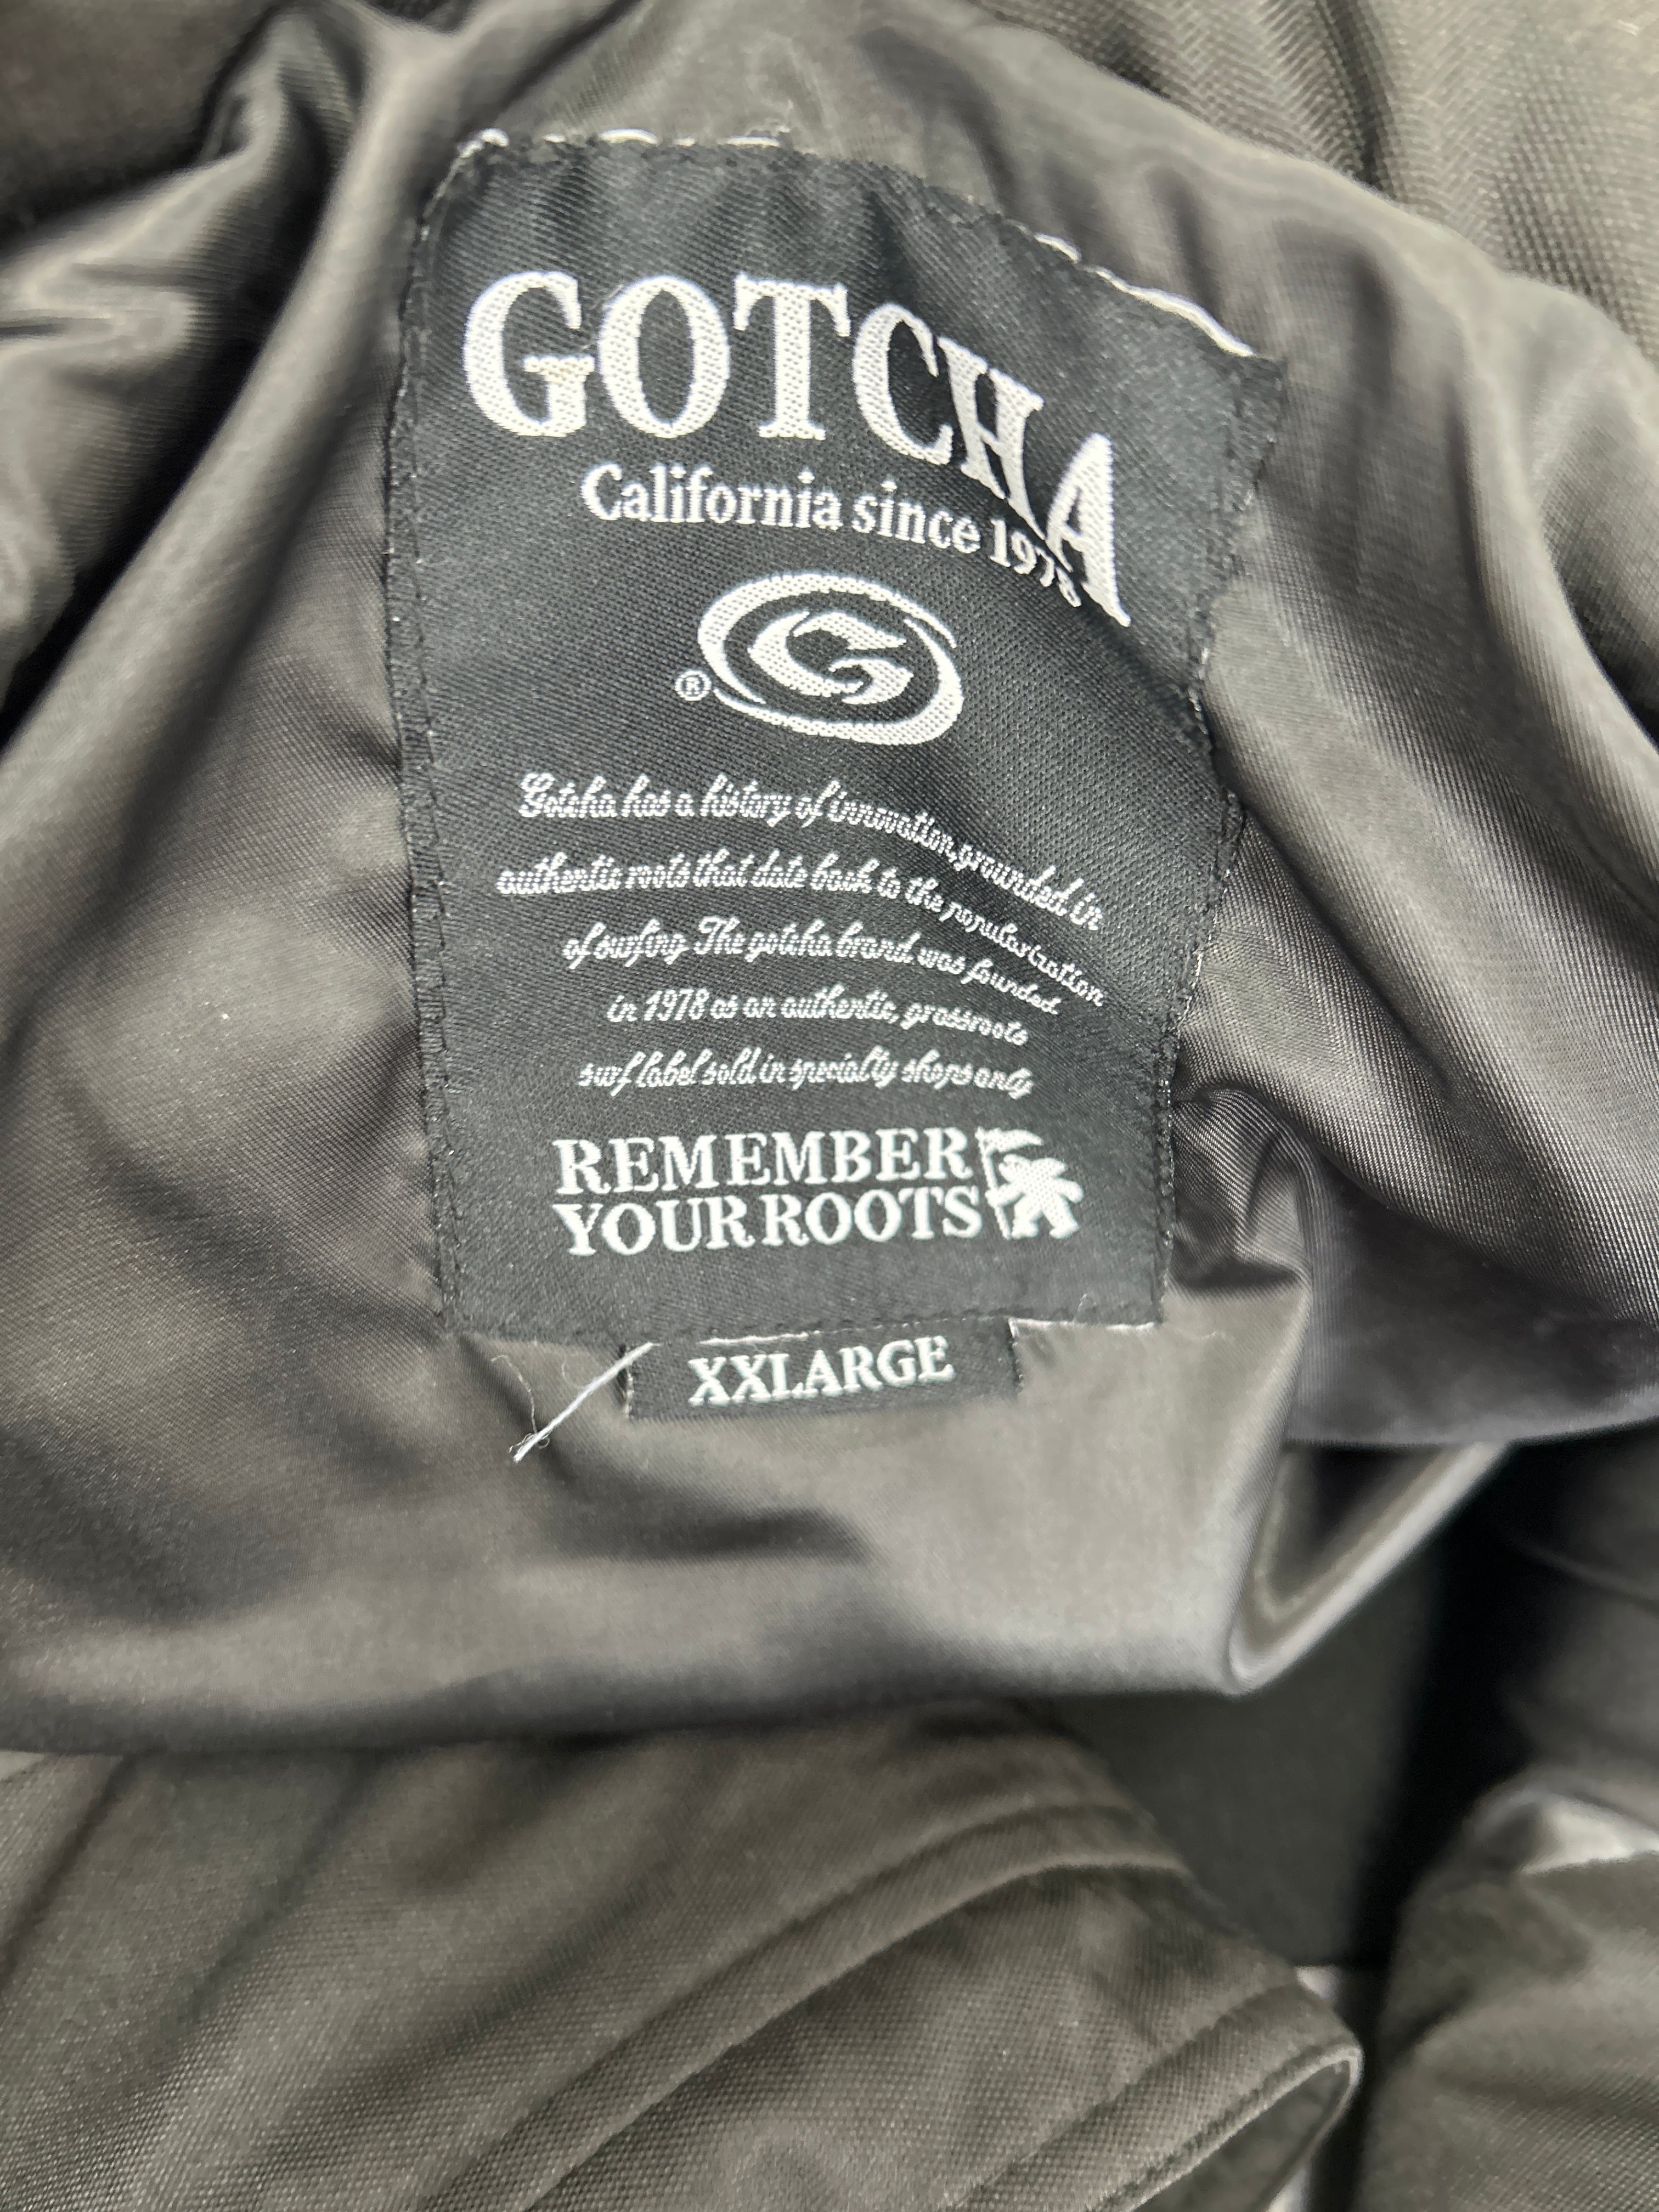 GOTCHA
California since 1978
®
Gotcha has a history of innovation, grounded in
authentic roots that date back to the popularization
of surfing The gotcha brand was founded
in 1978 as an authentic, grassroots
surf label sold in specialty shops only
REMEMBER
YOUR ROOTS
XXLARGE